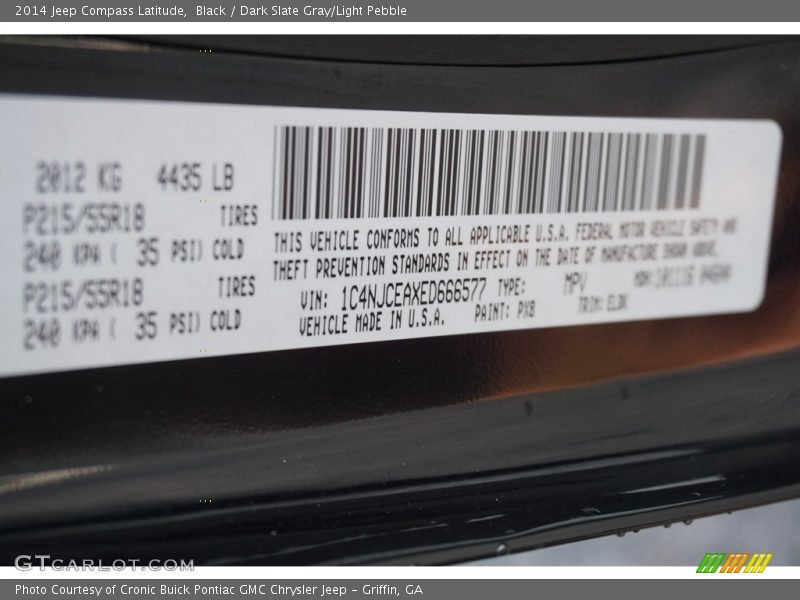 2014 Jeep Compass Latitude,  Black / Dark Slate Gray/Light Pebble
2012 KG 4435 LB
P215/55R18 TIRES
240 KPA ( 35 PSI) COLD
P215/55R18 TIRES
240 KPA ( 35 PSI) COLD
THIS VEHICLE CONFORMS TO ALL APPLICABLE U.S.A. FEDERAL MOTOR VEHICLE SAFETY AND
THEFT PREVENTION STANDARDS IN EFFECT ON THE DATE OF MANUFACTURE SHOWN ABOVE.
VIN: 1C4NJCEAXED666577 TYPE: MPV MDH:
VEHICLE MADE IN U.S.A. PAINT: PXB TRIM:
GTCARLOT.COM
Photo Courtesy of Cronic Buick Pontiac GMC Chrysler Jeep - Griffin, GA